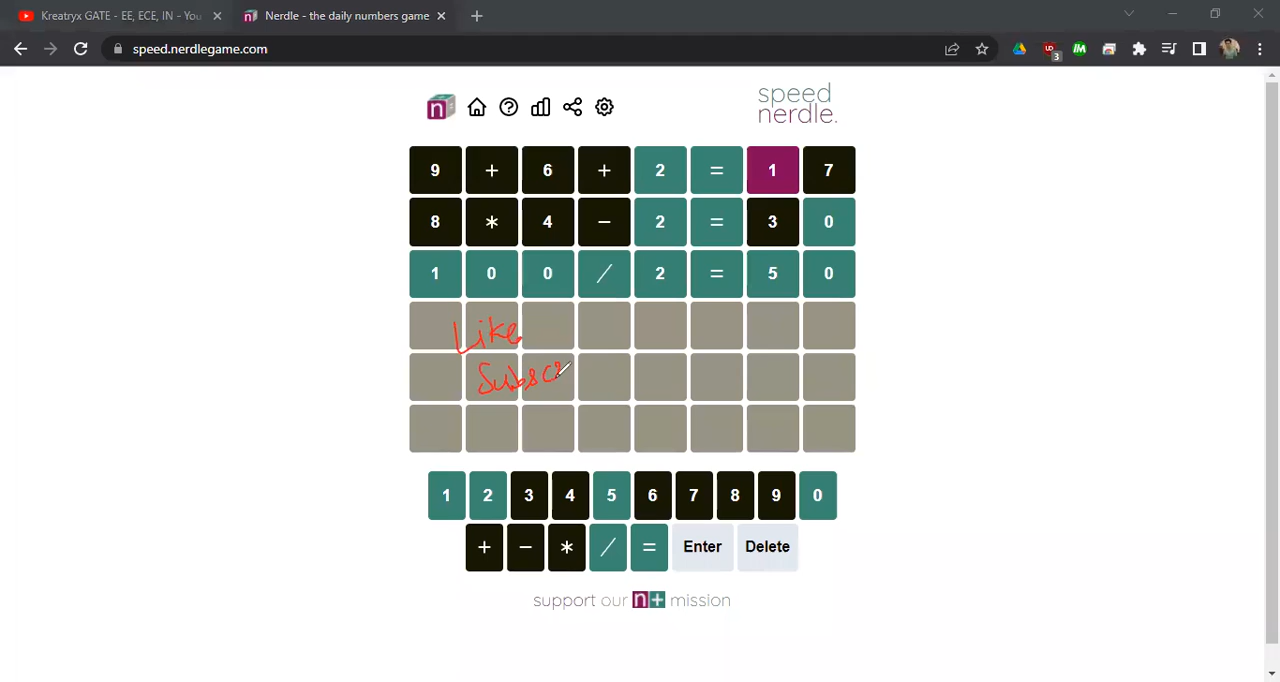 Kreatryx GATE - EE, ECE, IN - You
Nerdle - the daily numbers game
speed.nerdlegame.com
3
n
speed
nerdle.
9 + 6 + 2 = 1 7
8 * 4 - 2 = 3 0
1 0 0 / 2 = 5 0
Like
Subsc
1 2 3 4 5 6 7 8 9 0
+ - * / = Enter Delete
support our n+ mission